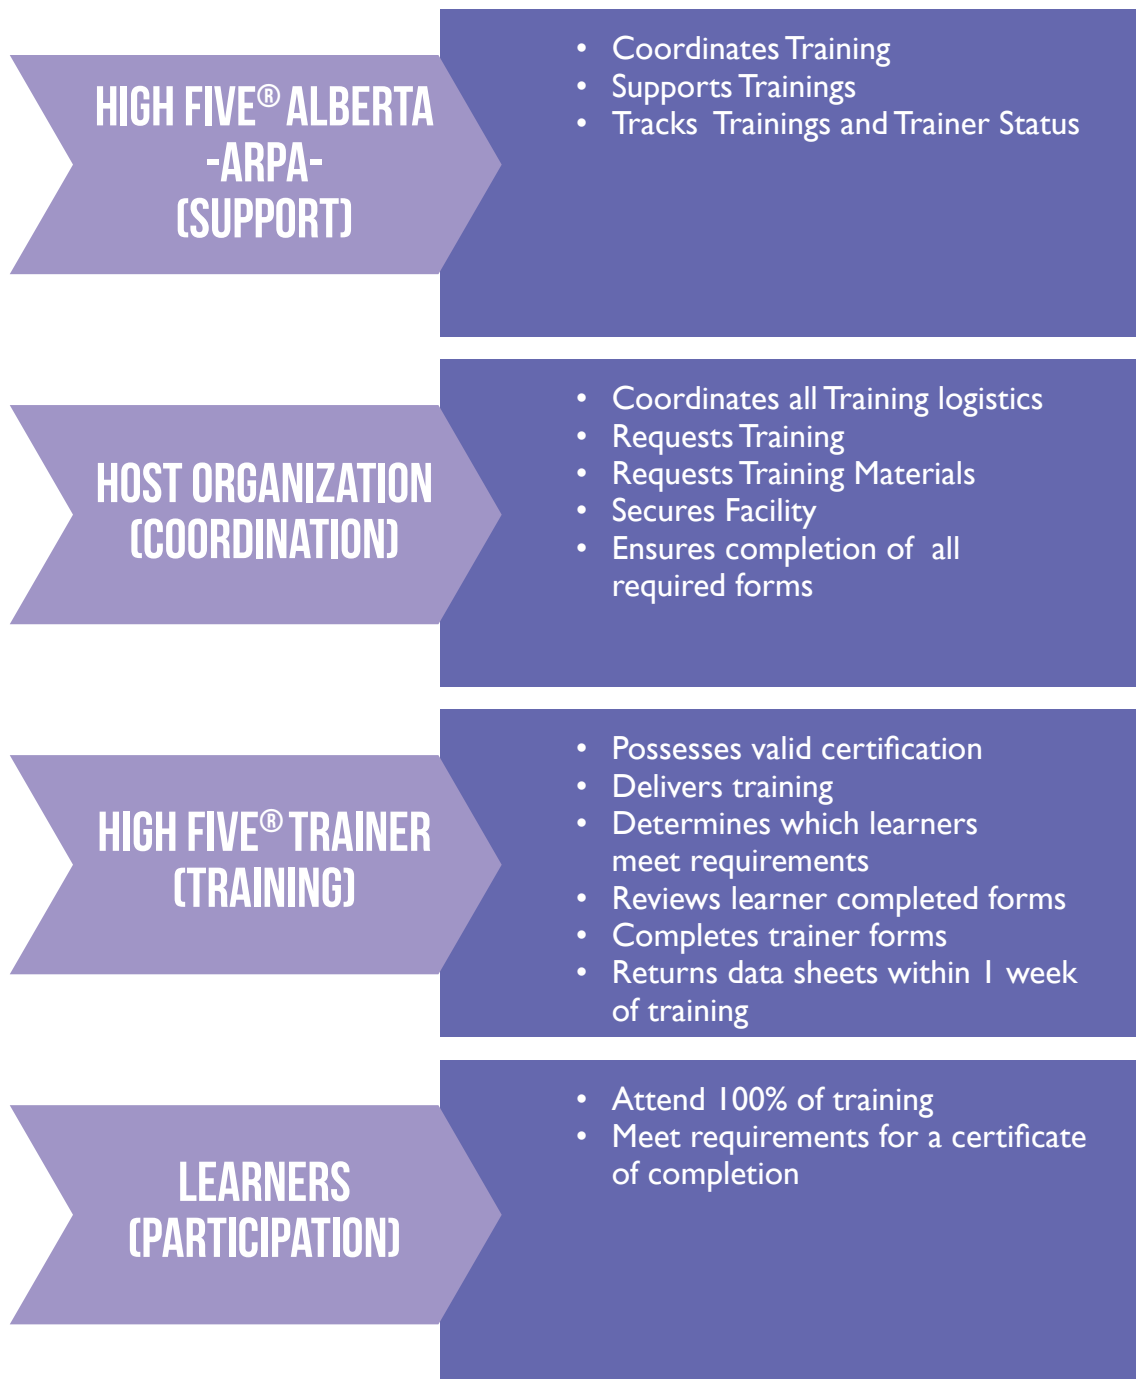 HIGH FIVE® ALBERTA
-ARPA-
(SUPPORT)
• Coordinates Training
• Supports Trainings
• Tracks Trainings and Trainer Status
HOST ORGANIZATION
(COORDINATION)
• Coordinates all Training logistics
• Requests Training
• Requests Training Materials
• Secures Facility
• Ensures completion of all
required forms
HIGH FIVE® TRAINER
(TRAINING)
• Possesses valid certification
• Delivers training
• Determines which learners
meet requirements
• Reviews learner completed forms
• Completes trainer forms
• Returns data sheets within 1 week
of training
LEARNERS
(PARTICIPATION)
• Attend 100% of training
• Meet requirements for a certificate
of completion